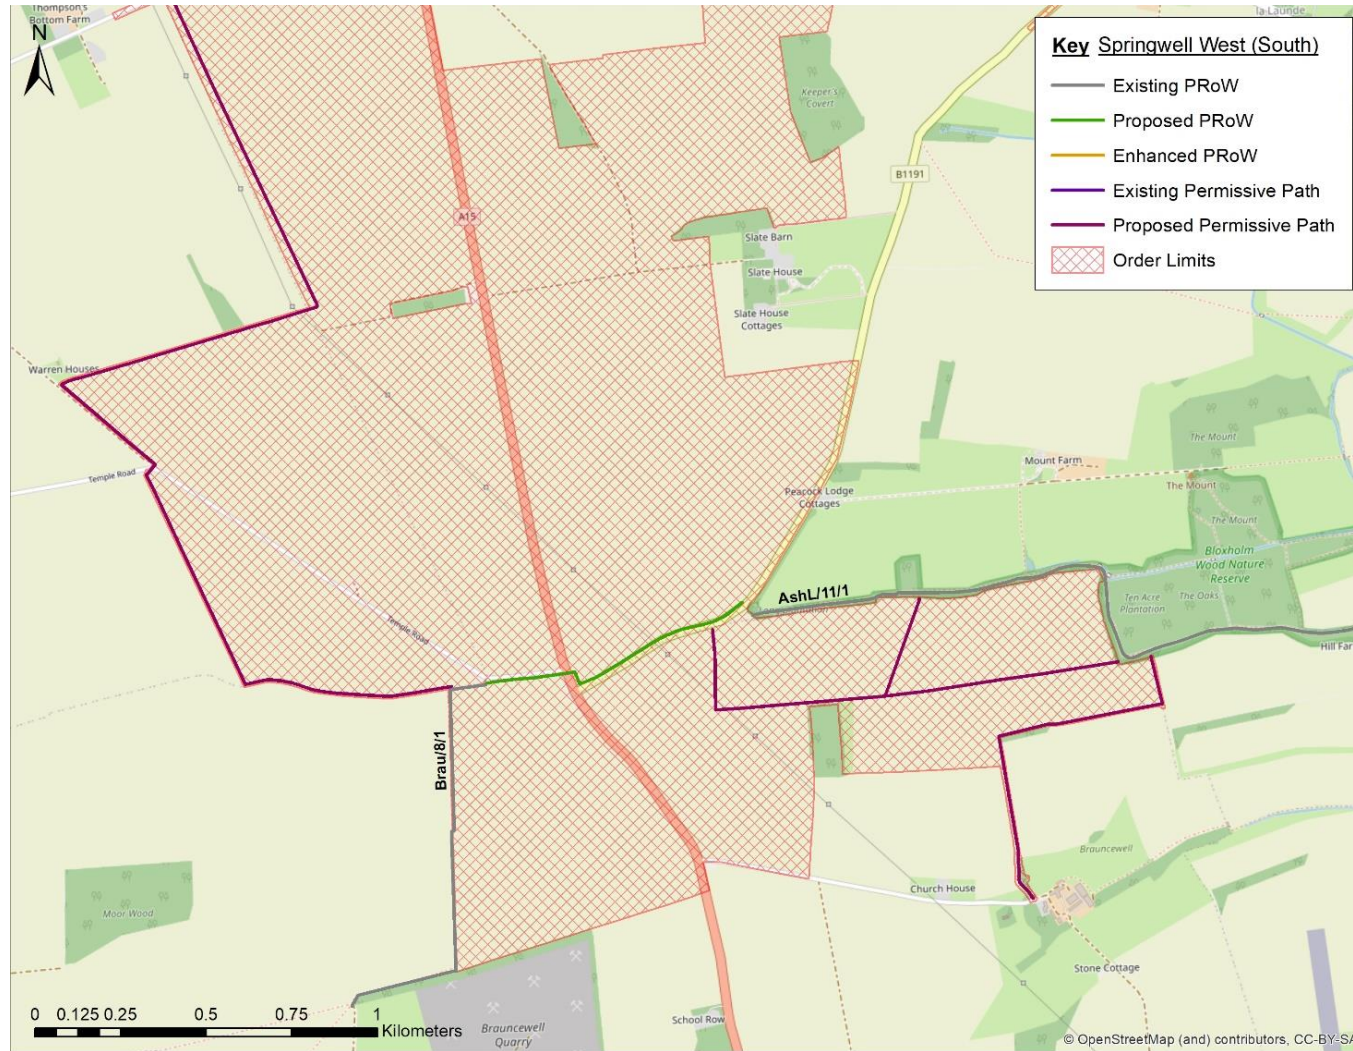 Thompson's
Bottom Farm
N
la Launde
Key Springwell West (South)
Existing PRoW
Proposed PRoW
Enhanced PRoW
Existing Permissive Path
Proposed Permissive Path
Order Limits
Keeper's
Covert
B1191
A15
Slate Barn
Slate House
Slate House
Cottages
Warren Houses
Temple Road
The Mount
Mount Farm
The Mount
Peacock Lodge
Cottages
The Mount
Bloxholm
Wood Nature
Reserve
AshL/11/1
Ten Acre
Plantation
The Oaks
Temple Road
Hill Far
Brau/8/1
Brauncewell
Church House
Moor Wood
Stone Cottage
School Row
Brauncewell
Quarry
0 0.125 0.25 0.5 0.75 1
Kilometers
© OpenStreetMap (and) contributors, CC-BY-SA